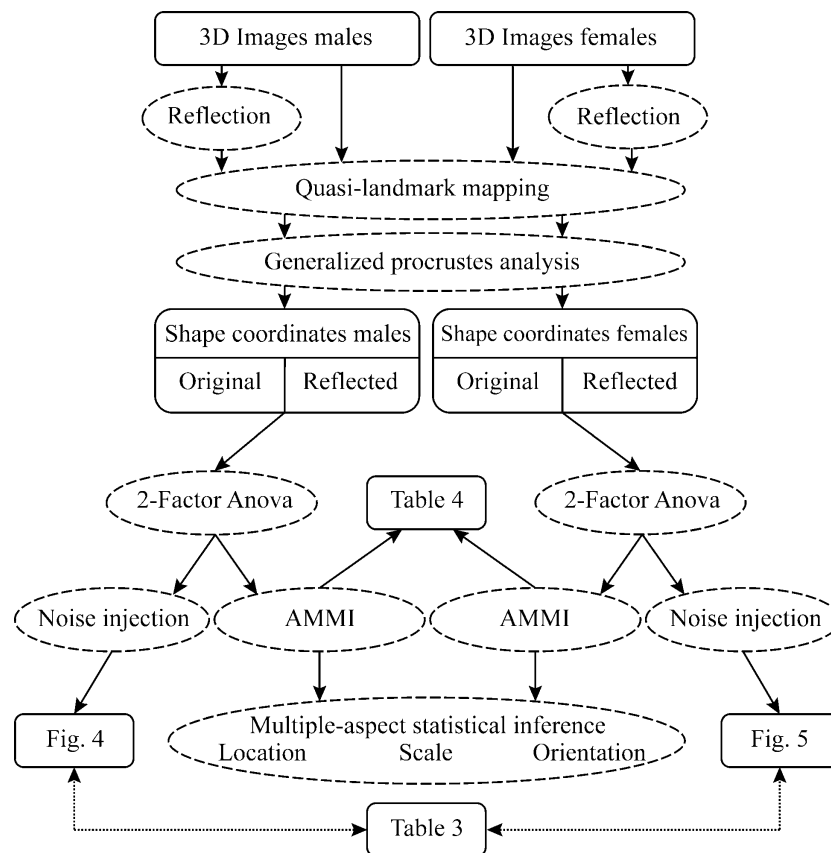 3D Images males
3D Images females
Reflection
Reflection
Quasi-landmark mapping
Generalized procrustes analysis
Shape coordinates males
Original
Reflected
Shape coordinates females
Original
Reflected
2-Factor Anova
Table 4
2-Factor Anova
Noise injection
AMMI
AMMI
Noise injection
Fig. 4
Multiple-aspect statistical inference
Location
Scale
Orientation
Fig. 5
Table 3